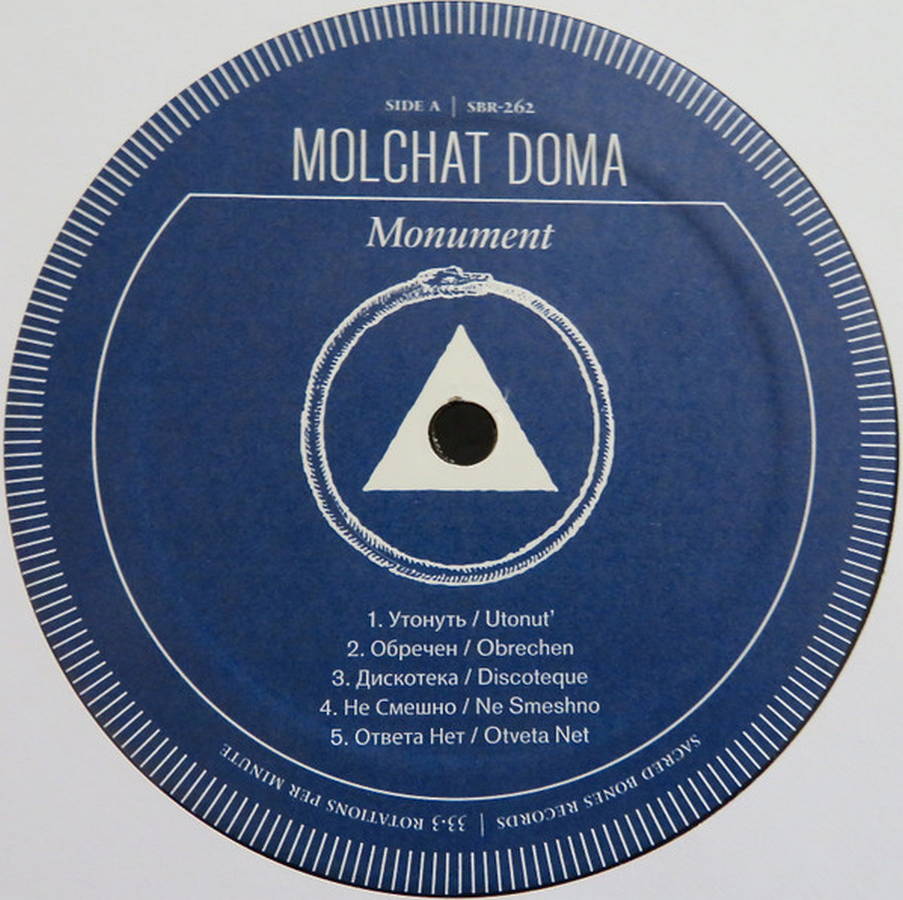 SIDE A | SBR-262
MOLCHAT DOMA
Monument
1. Утонуть / Utonut’
2. Обречен / Obrechen
3. Дискотека / Discoteque
4. Не Смешно / Ne Smeshno
5. Ответа Нет / Otveta Net
SACRED BONES RECORDS | 33.3 ROTATIONS PER MINUTE